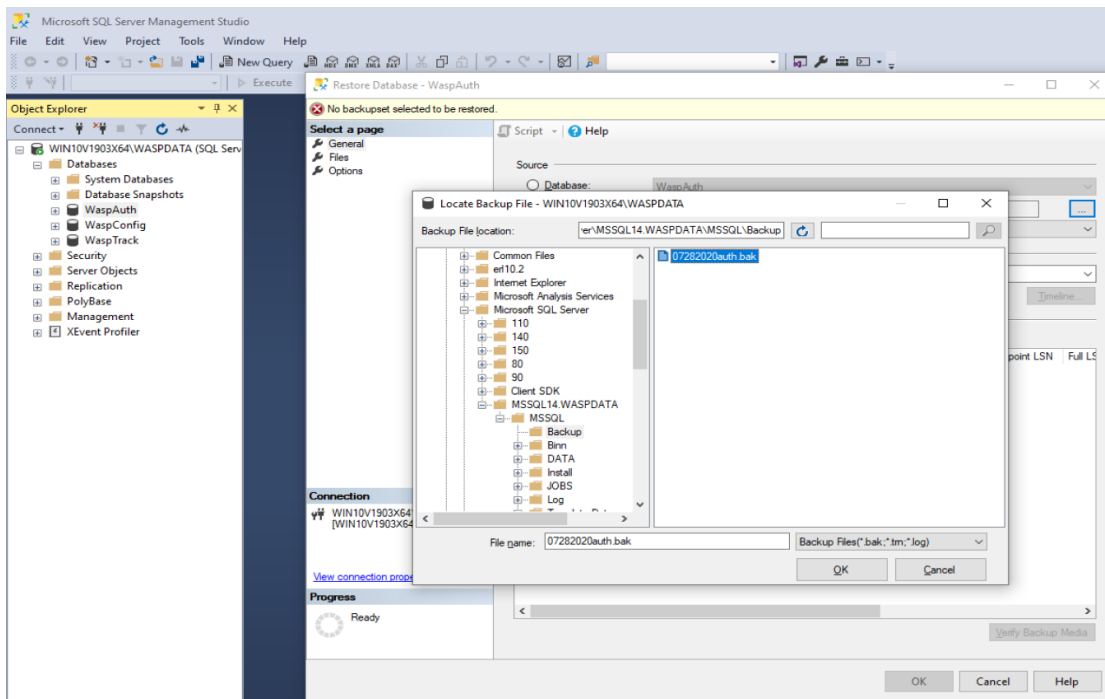 Microsoft SQL Server Management Studio
File Edit View Project Tools Window Help
New Query
Execute
Object Explorer
Connect
WIN10V1903X64\WASPDATA (SQL Serv
Databases
System Databases
Database Snapshots
WaspAuth
WaspConfig
WaspTrack
Security
Server Objects
Replication
PolyBase
Management
XEvent Profiler
Restore Database - WaspAuth
No backupset selected to be restored.
Select a page
General
Files
Options
Script Help
Source
Database: WaspAuth
...
Timeline...
point LSN Full LS
Locate Backup File - WIN10V1903X64\WASPDATA
Backup File location: er\MSSQL14.WASPDATA\MSSQL\Backup
Common Files
erl10.2
Internet Explorer
Microsoft Analysis Services
Microsoft SQL Server
110
140
150
80
90
Client SDK
MSSQL14.WASPDATA
MSSQL
Backup
Binn
DATA
Install
JOBS
Log
07282020auth.bak
File name: 07282020auth.bak Backup Files(*.bak;*.trn;*.log)
OK Cancel
Connection
WIN10V1903X64
[WIN10V1903X64
View connection prope
Progress
Ready
Verify Backup Media
OK Cancel Help